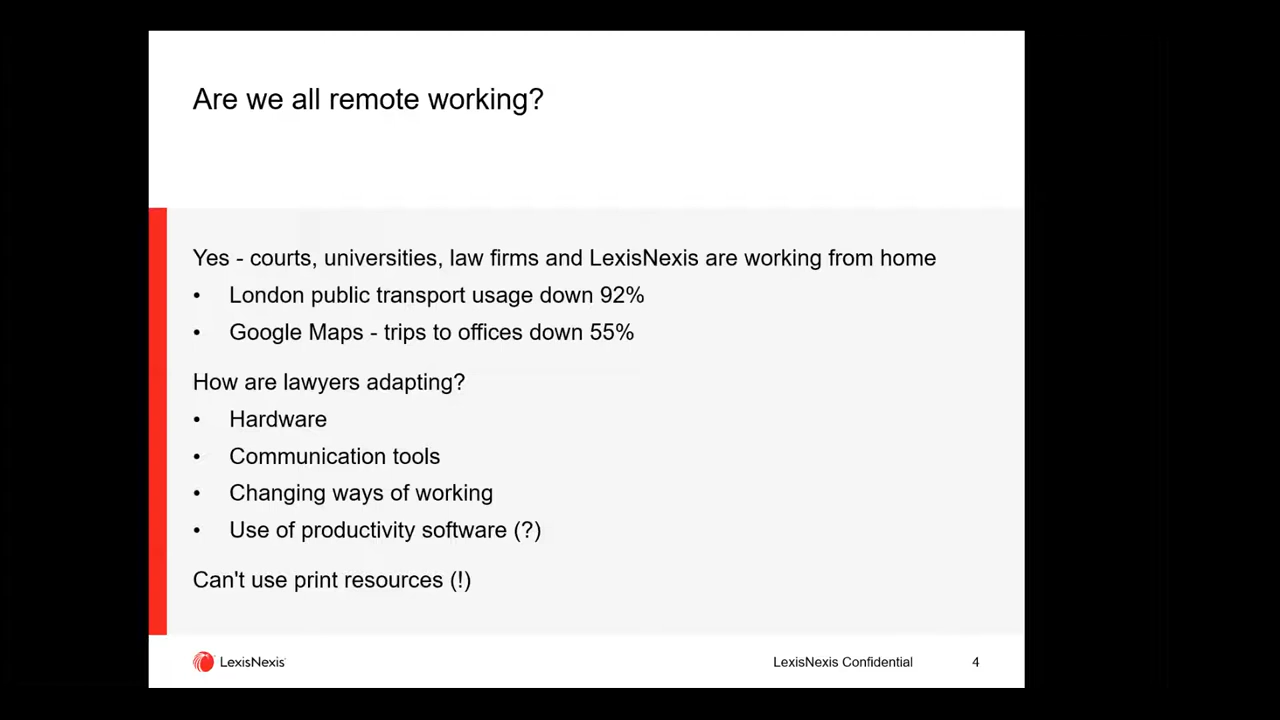 Are we all remote working?
Yes - courts, universities, law firms and LexisNexis are working from home
• London public transport usage down 92%
• Google Maps - trips to offices down 55%
How are lawyers adapting?
• Hardware
• Communication tools
• Changing ways of working
• Use of productivity software (?)
Can't use print resources (!)
LexisNexis
LexisNexis Confidential 4